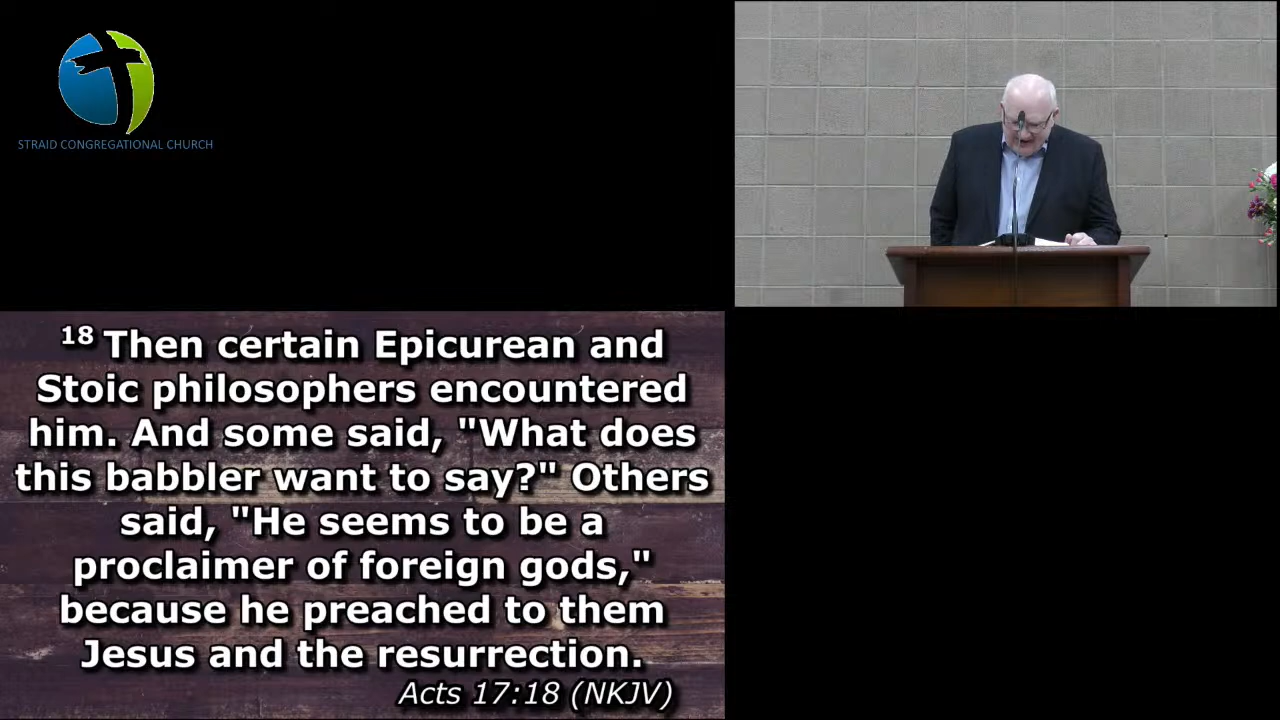 STRAID CONGREGATIONAL CHURCH
18 Then certain Epicurean and
Stoic philosophers encountered
him. And some said, "What does
this babbler want to say?" Others
said, "He seems to be a
proclaimer of foreign gods,"
because he preached to them
Jesus and the resurrection.
Acts 17:18 (NKJV)